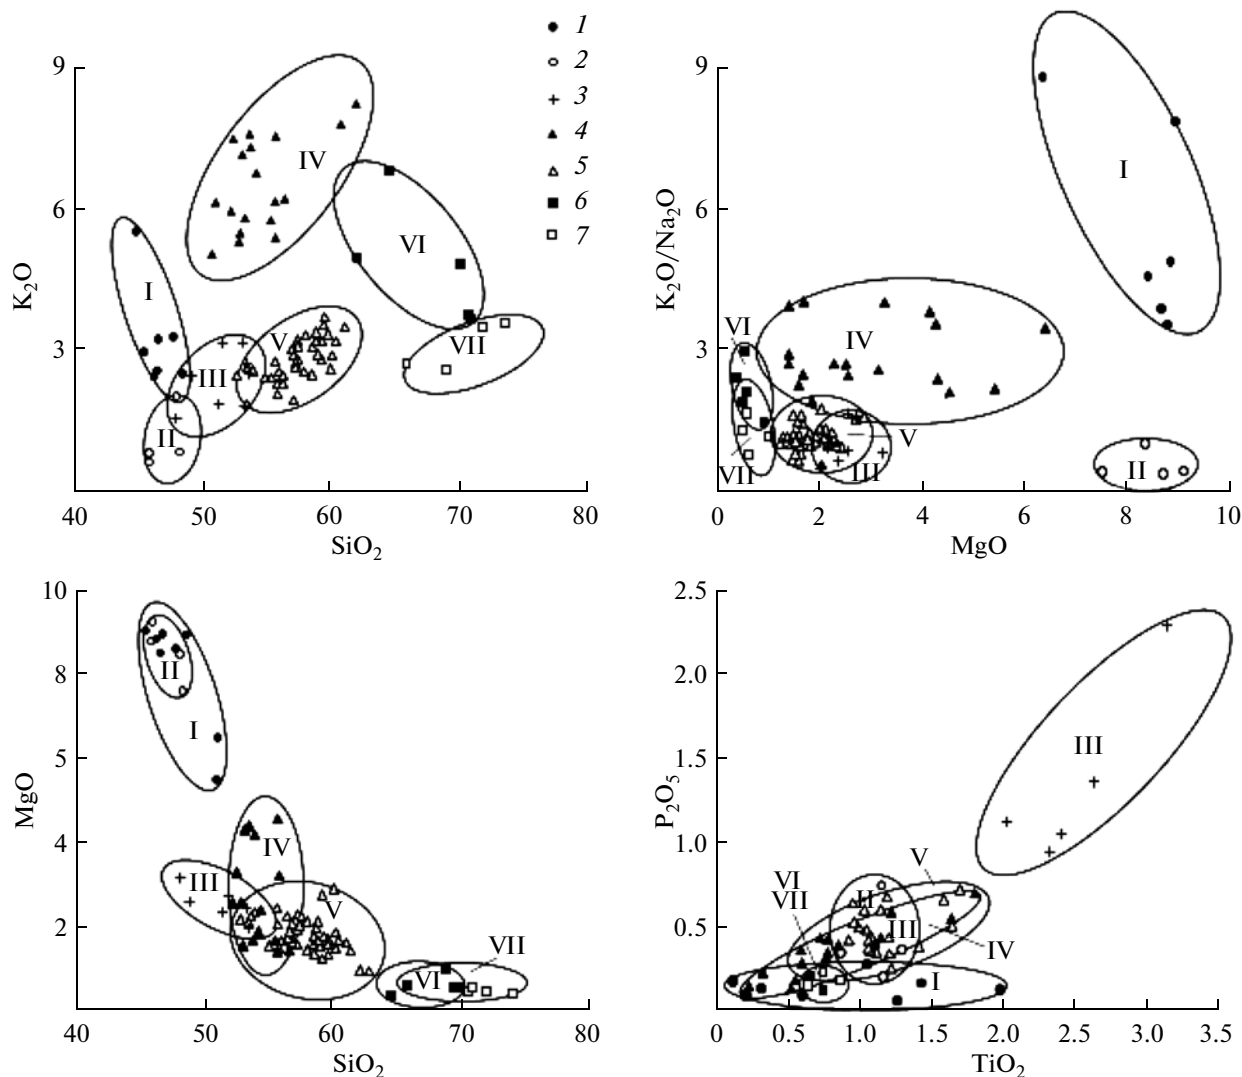 9
6
3
K₂O
I
II
III
IV
V
VI
VII
40
50
60
70
80
SiO₂
1
2
3
4
5
6
7
9
6
3
K₂O/Na₂O
I
IV
VI
V
III
VII
II
0
2
4
6
8
10
MgO
10
8
5
4
2
MgO
II
I
IV
III
V
VII
VI
40
50
60
70
80
SiO₂
2.5
2.0
1.5
1.0
0.5
P₂O₅
III
V
VI
VII
II
III
IV
I
0
0.5
1.0
1.5
2.0
2.5
3.0
3.5
TiO₂